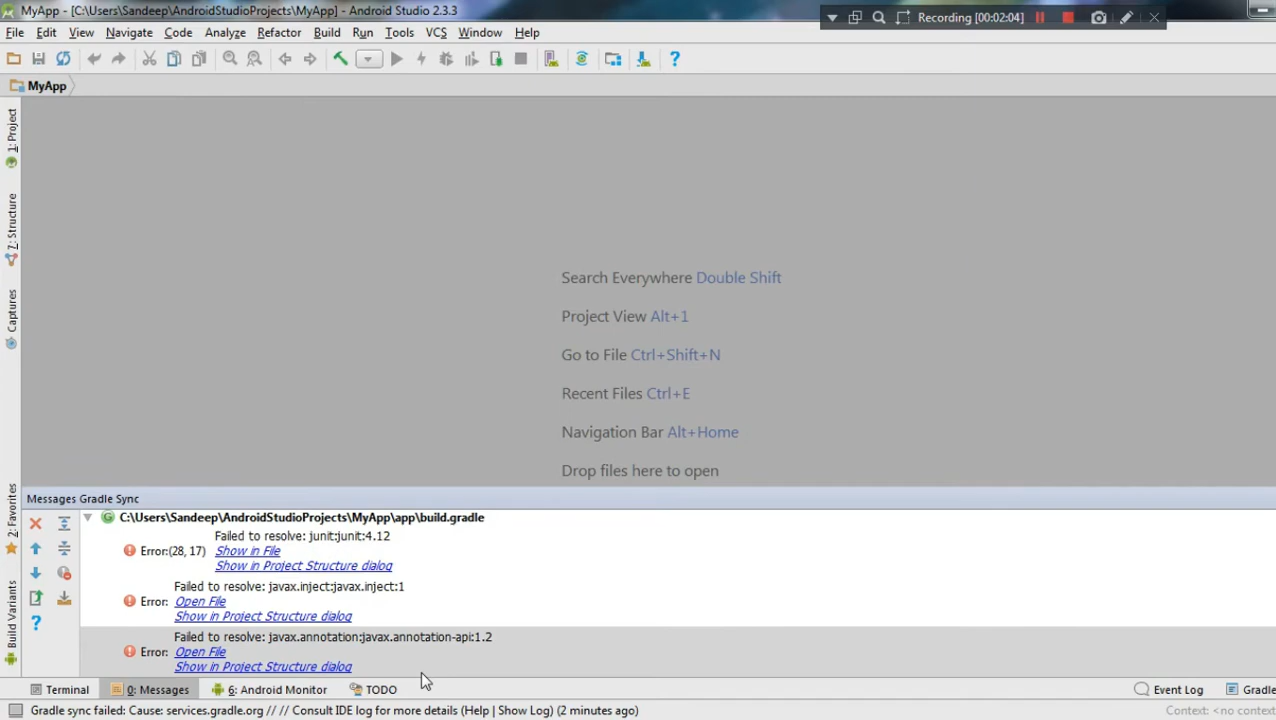 MyApp - [C:\Users\Sandeep\AndroidStudioProjects\MyApp] - Android Studio 2.3.3
Recording [00:02:04]
File Edit View Navigate Code Analyze Refactor Build Run Tools VCS Window Help
MyApp
1: Project
7: Structure
Captures
2: Favorites
Build Variants
Search Everywhere Double Shift
Project View Alt+1
Go to File Ctrl+Shift+N
Recent Files Ctrl+E
Navigation Bar Alt+Home
Drop files here to open
Messages Gradle Sync
C:\Users\Sandeep\AndroidStudioProjects\MyApp\app\build.gradle
Failed to resolve: junit:junit:4.12
Error:(28, 17) Show in File
Show in Project Structure dialog
Failed to resolve: javax.inject:javax.inject:1
Error: Open File
Show in Project Structure dialog
Failed to resolve: javax.annotation:javax.annotation-api:1.2
Error: Open File
Show in Project Structure dialog
Terminal 0: Messages 6: Android Monitor TODO Event Log Gradle
Gradle sync failed: Cause: services.gradle.org // // Consult IDE log for more details (Help | Show Log) (2 minutes ago) Context: <no context